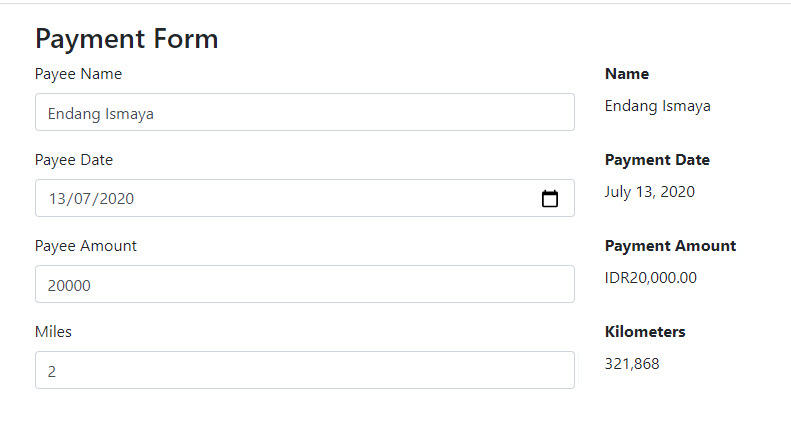 Payment Form
Payee Name
Endang Ismaya
Name
Endang Ismaya
Payee Date
13/07/2020
Payment Date
July 13, 2020
Payee Amount
20000
Payment Amount
IDR20,000.00
Miles
2
Kilometers
321,868